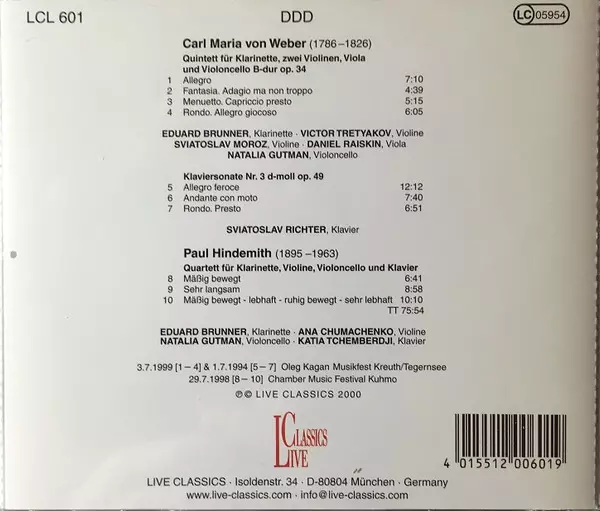 LCL 601 DDD LC 05954
Carl Maria von Weber (1786–1826)
Quintett für Klarinette, zwei Violinen, Viola
und Violoncello B-dur op. 34
1 Allegro 7:10
2 Fantasia. Adagio ma non troppo 4:39
3 Menuetto. Capriccio presto 5:15
4 Rondo. Allegro giocoso 6:05
EDUARD BRUNNER, Klarinette · VICTOR TRETYAKOV, Violine
SVIATOSLAV MOROZ, Violine · DANIEL RAISKIN, Viola
NATALIA GUTMAN, Violoncello
Klaviersonate Nr. 3 d-moll op. 49
5 Allegro feroce 12:12
6 Andante con moto 7:40
7 Rondo. Presto 6:51
SVIATOSLAV RICHTER, Klavier
Paul Hindemith (1895–1963)
Quartett für Klarinette, Violine, Violoncello und Klavier
8 Mäßig bewegt 6:41
9 Sehr langsam 8:58
10 Mäßig bewegt - lebhaft - ruhig bewegt - sehr lebhaft 10:10
TT 75:54
EDUARD BRUNNER, Klarinette · ANA CHUMACHENKO, Violine
NATALIA GUTMAN, Violoncello · KATIA TCHEMBERDJI, Klavier
3.7.1999 [1–4] & 1.7.1994 [5–7] Oleg Kagan Musikfest Kreuth/Tegernsee
29.7.1998 [8–10] Chamber Music Festival Kuhmo
℗© LIVE CLASSICS 2000
CLASSICS
LIVE
4 015512 006019
LIVE CLASSICS · Isoldenstr. 34 · D-80804 München · Germany
www.live-classics.com · info@live-classics.com